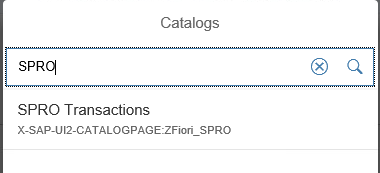 Catalogs
SPRO
SPRO Transactions
X-SAP-UI2-CATALOGPAGE:ZFiori_SPRO